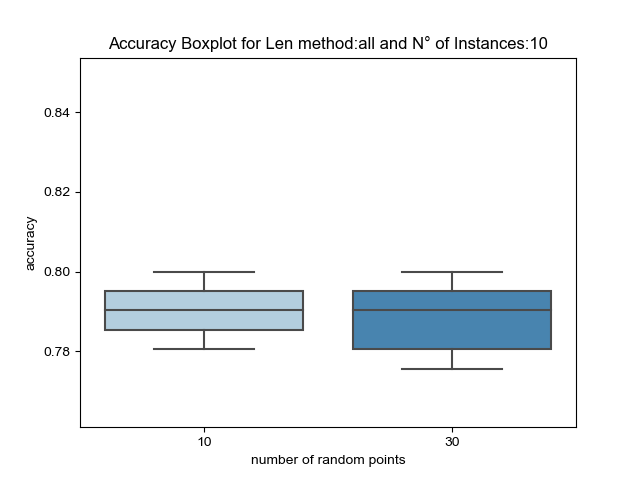 Accuracy Boxplot for Len method:all and N° of Instances:10
accuracy
0.84
0.82
0.80
0.78
10
30
number of random points